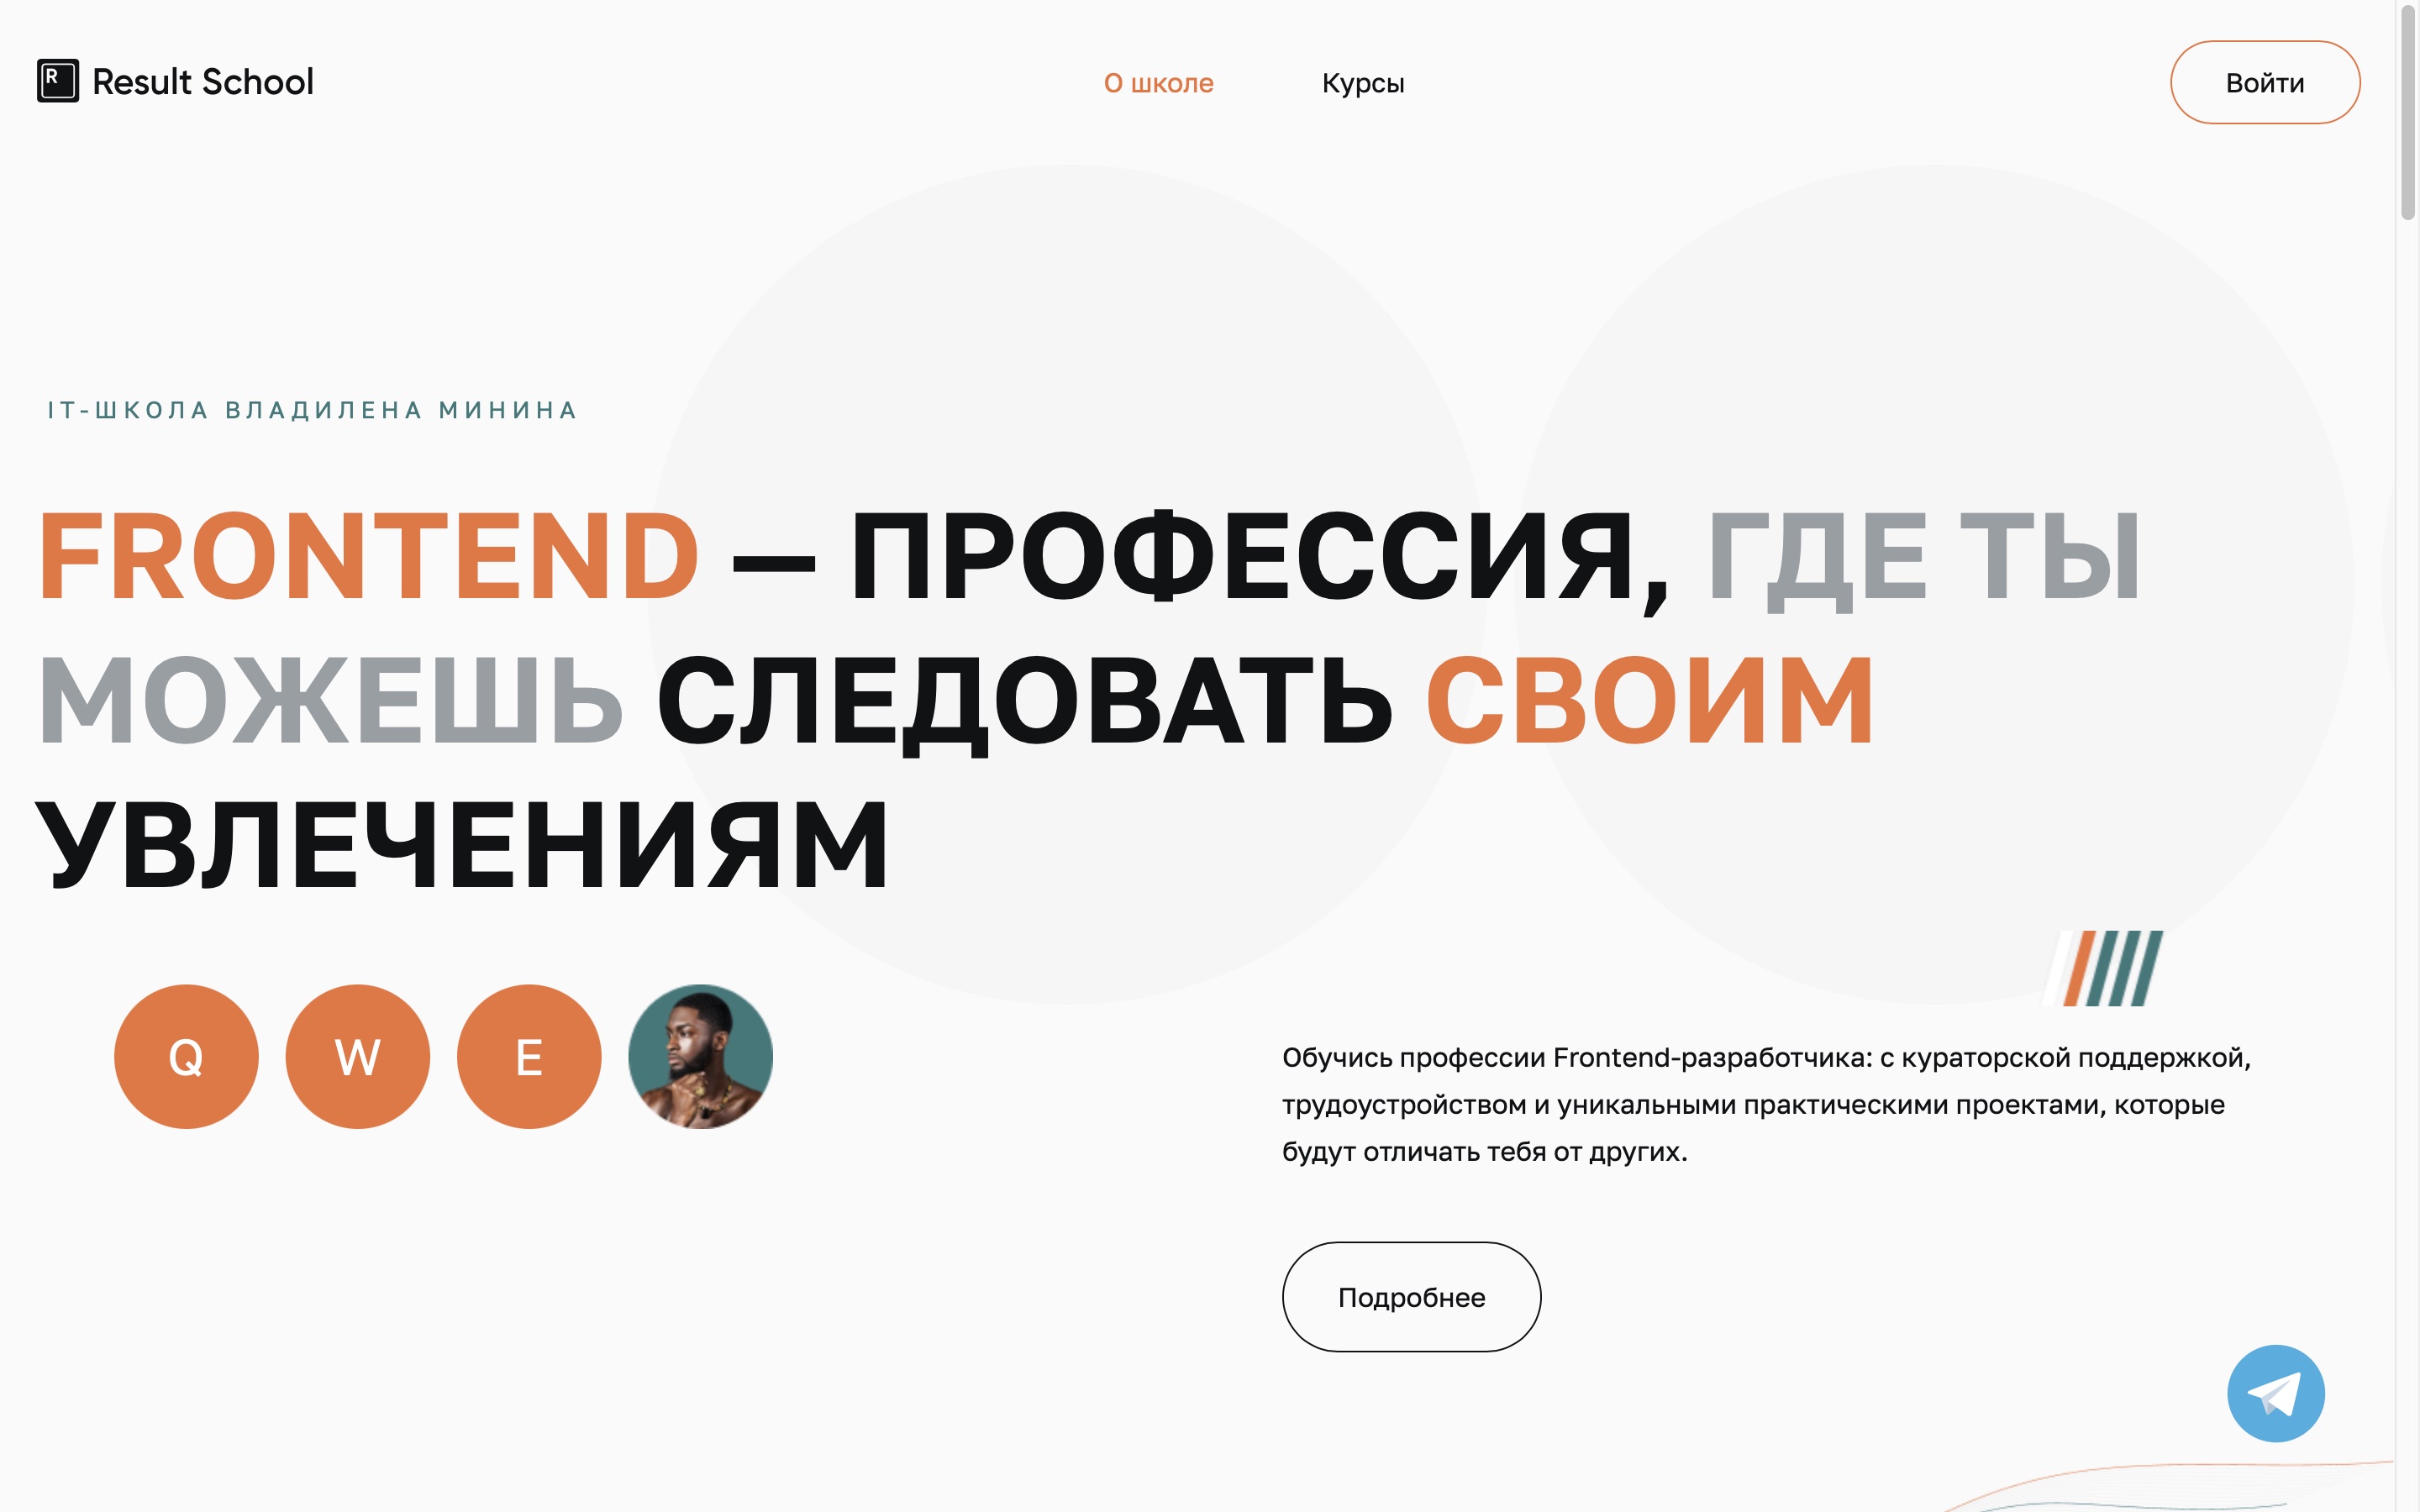 R Result School
О школе
Курсы
Войти
IT-ШКОЛА ВЛАДИЛЕНА МИНИНА
FRONTEND — ПРОФЕССИЯ, ГДЕ ТЫ
МОЖЕШЬ СЛЕДОВАТЬ СВОИМ
УВЛЕЧЕНИЯМ
Q W E
Обучись профессии Frontend-разработчика: с кураторской поддержкой,
трудоустройством и уникальными практическими проектами, которые
будут отличать тебя от других.
Подробнее